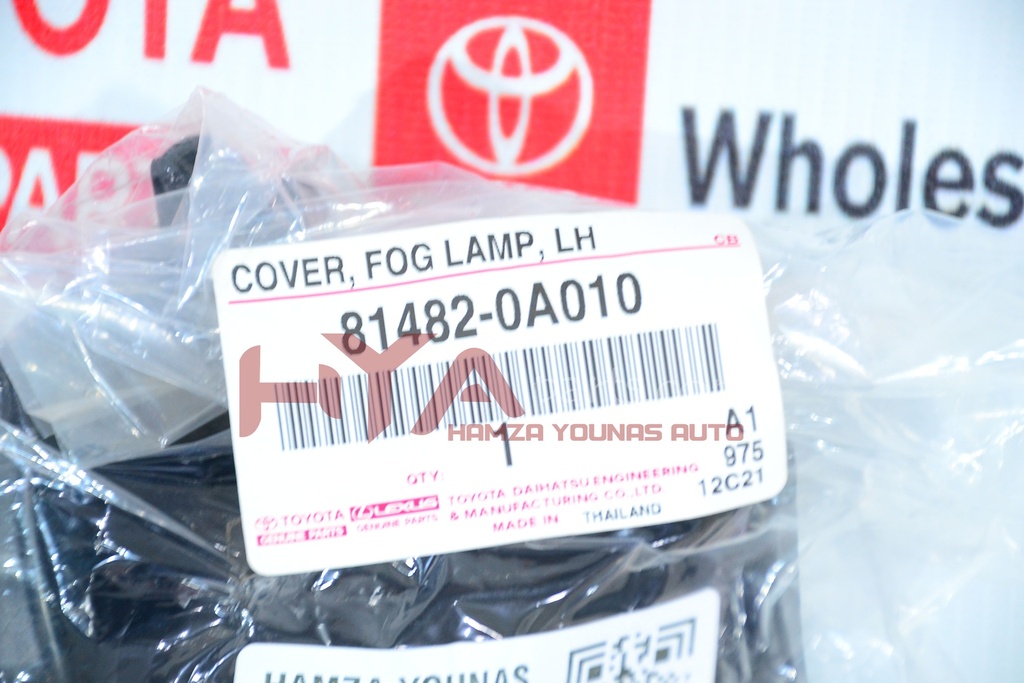 TOYOTA
PAR
Wholes
COVER, FOG LAMP, LH
CB
81482-0A010
HYA
HAMZA YOUNAS AUTO
1
A1
975
12C21
QTY:
TOYOTA
GENUINE PARTS
LEXUS
GENUINE PARTS
TOYOTA DAIHATSU ENGINEERING
& MANUFACTURING CO., LTD.
MADE IN THAILAND
HAMZA YOUNAS